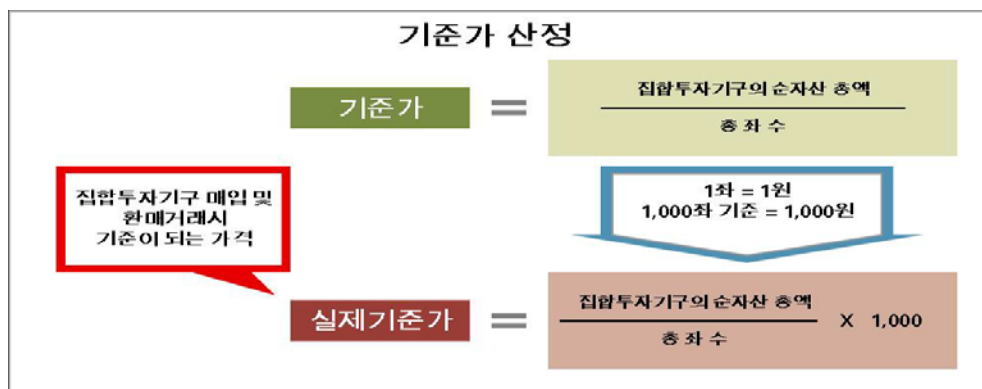 기준가 산정
기준가
=
집합투자기구의 순자산 총액
총 좌 수
집합투자기구 매입 및
환매거래시
기준이 되는 가격
1좌 = 1원
1,000좌 기준 = 1,000원
실제기준가
=
집합투자기구의 순자산 총액
총 좌 수
X 1,000